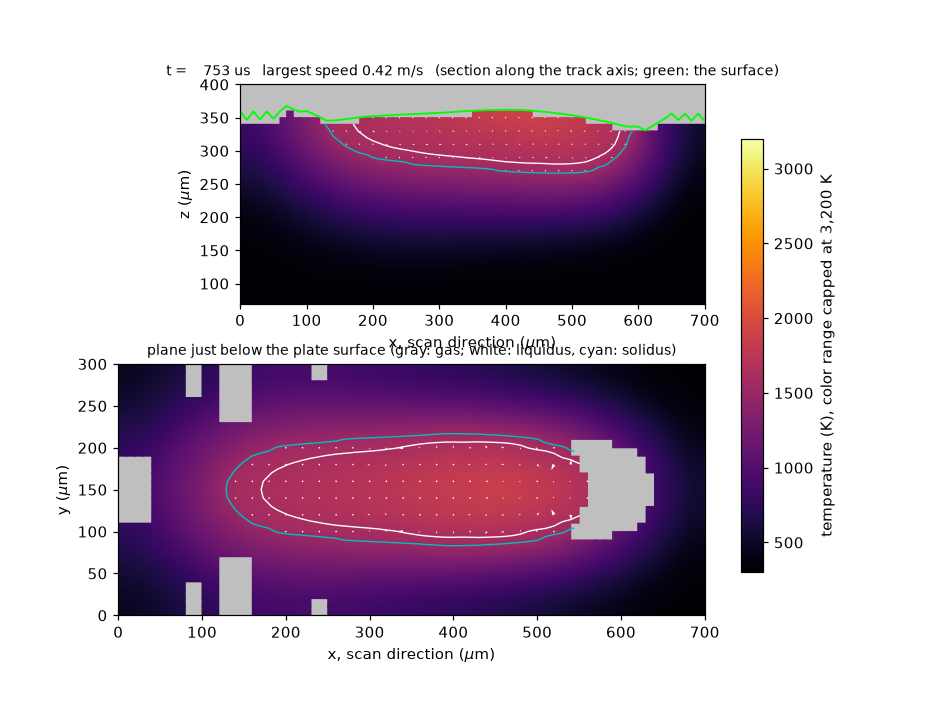 t =    753 us   largest speed 0.42 m/s   (section along the track axis; green: the surface)
400
350
300
250
200
150
100
z (μm)
0 100 200 300 400 500 600 700
x, scan direction (μm)
plane just below the plate surface (gray: gas; white: liquidus, cyan: solidus)
300
250
200
150
100
50
0
y (μm)
0 100 200 300 400 500 600 700
x, scan direction (μm)
3000
2500
2000
1500
1000
500
temperature (K), color range capped at 3,200 K